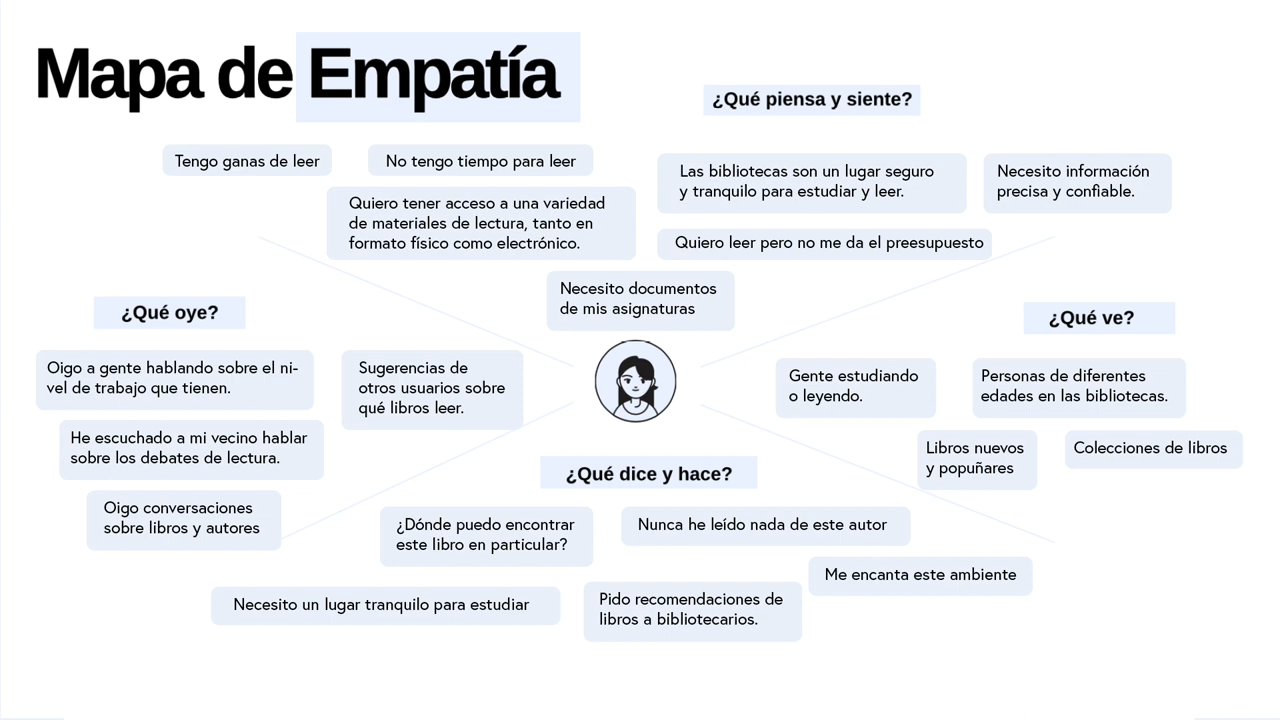 Mapa de Empatía
¿Qué piensa y siente?
Tengo ganas de leer
No tengo tiempo para leer
Quiero tener acceso a una variedad
de materiales de lectura, tanto en
formato físico como electrónico.
Las bibliotecas son un lugar seguro
y tranquilo para estudiar y leer.
Necesito información
precisa y confiable.
Quiero leer pero no me da el preesupuesto
Necesito documentos
de mis asignaturas
¿Qué oye?
Oigo a gente hablando sobre el ni-
vel de trabajo que tienen.
Sugerencias de
otros usuarios sobre
qué libros leer.
He escuchado a mi vecino hablar
sobre los debates de lectura.
Oigo conversaciones
sobre libros y autores
¿Qué ve?
Gente estudiando
o leyendo.
Personas de diferentes
edades en las bibliotecas.
Libros nuevos
y popuñares
Colecciones de libros
¿Qué dice y hace?
¿Dónde puedo encontrar
este libro en particular?
Nunca he leído nada de este autor
Me encanta este ambiente
Necesito un lugar tranquilo para estudiar
Pido recomendaciones de
libros a bibliotecarios.